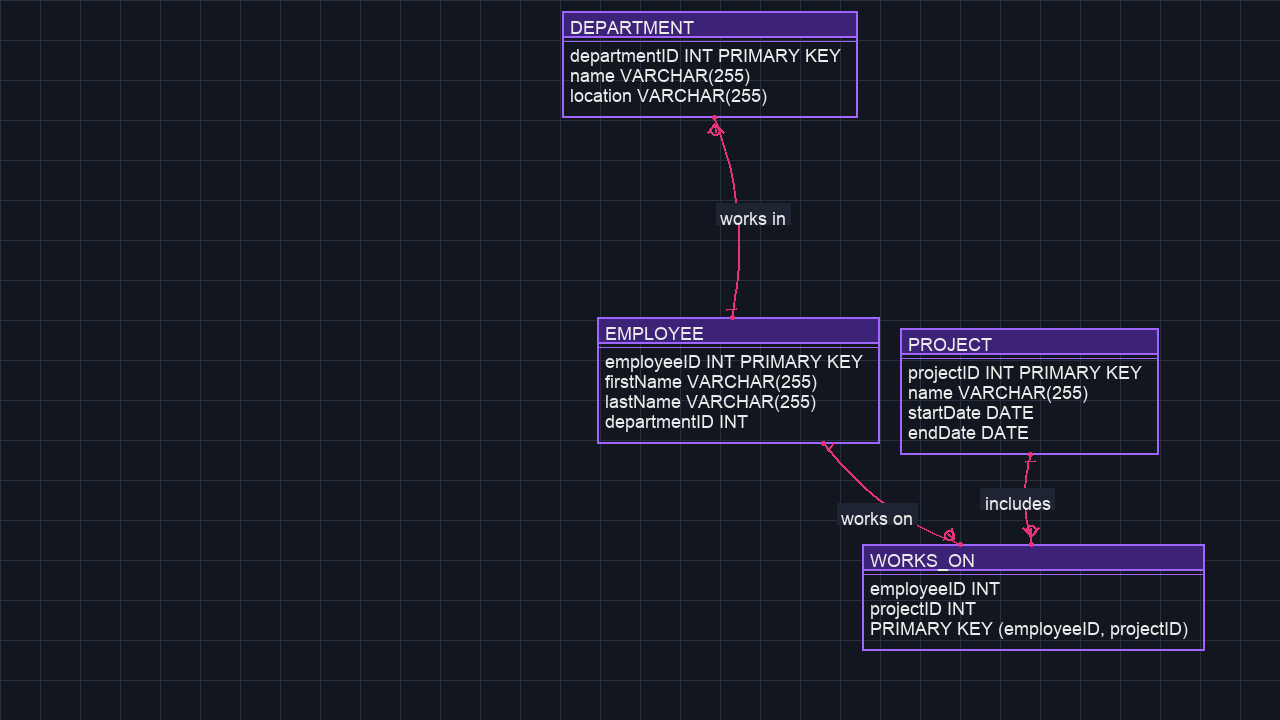 DEPARTMENT
departmentID INT PRIMARY KEY
name VARCHAR(255)
location VARCHAR(255)
works in
EMPLOYEE
employeeID INT PRIMARY KEY
firstName VARCHAR(255)
lastName VARCHAR(255)
departmentID INT
PROJECT
projectID INT PRIMARY KEY
name VARCHAR(255)
startDate DATE
endDate DATE
works on
includes
WORKS_ON
employeeID INT
projectID INT
PRIMARY KEY (employeeID, projectID)